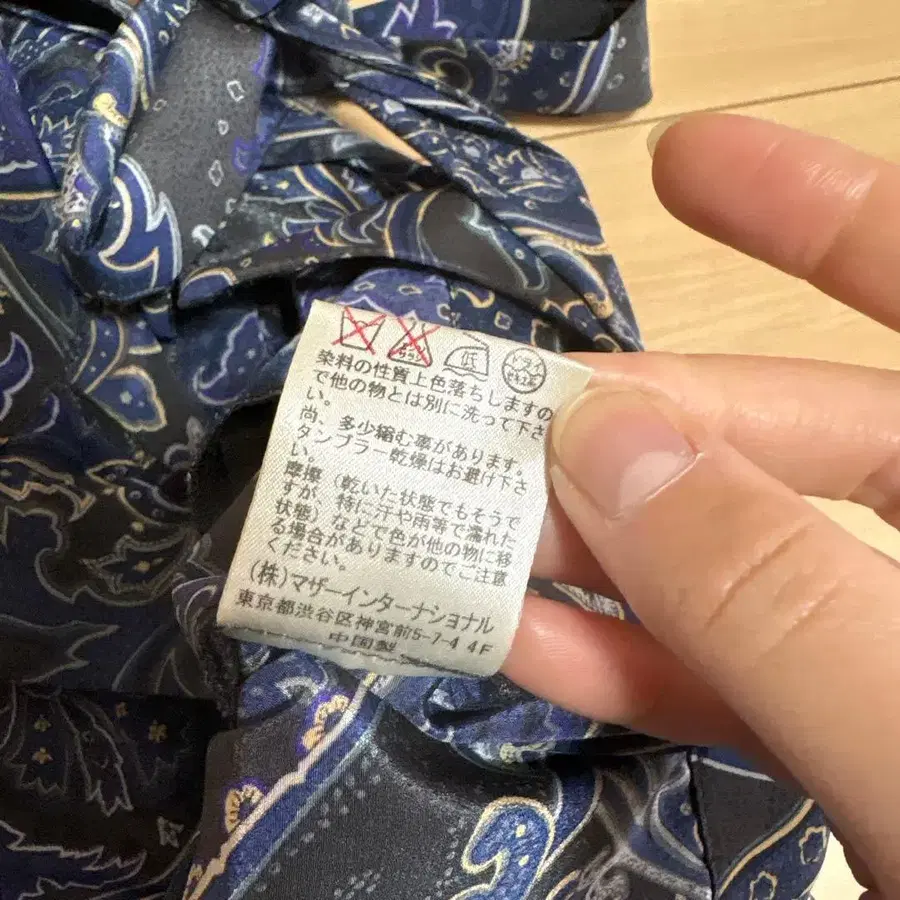 低 ドライ
染料の性質上色落ちしますの
で他の物とは別に洗って下さ
い。
尚、多少縮む事があります。
タンブラー乾燥はお避け下さ
い。
摩擦（乾いた状態でもそうで
すが、特に汗や雨等で濡れた
状態）などで色が他の物に移
る場合がありますのでご注意
ください。
(株)マザーインターナショナル
東京都渋谷区神宮前5-7-4 4F
中国製